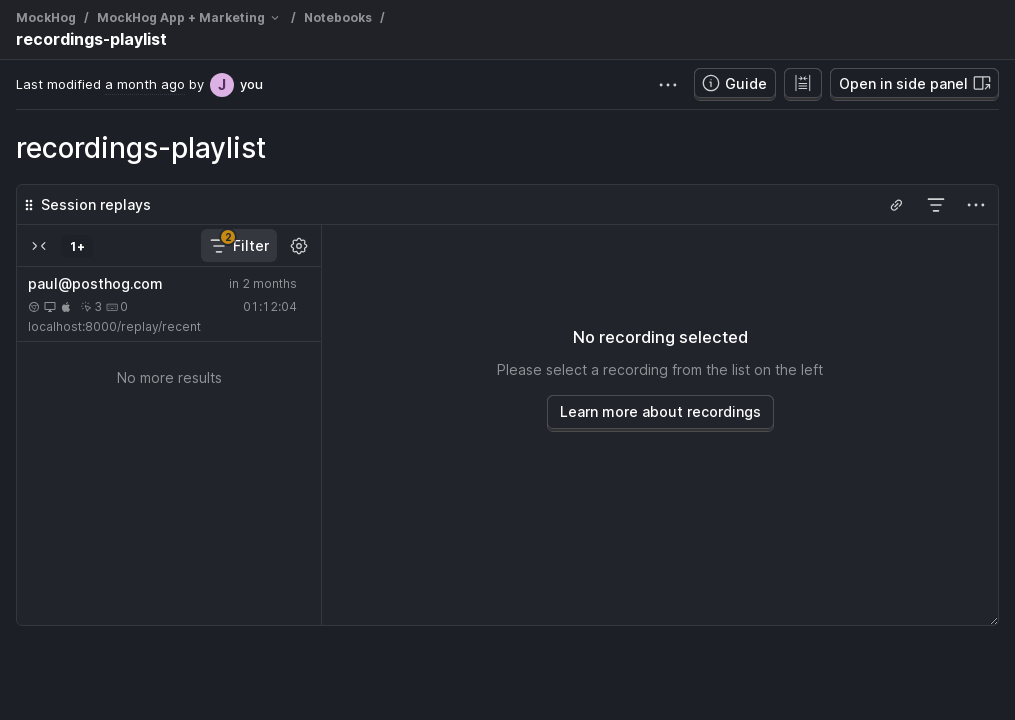 MockHog / MockHog App + Marketing / Notebooks /
recordings-playlist
Last modified a month ago by J you
Guide
Open in side panel
recordings-playlist
Session replays
1+
2
Filter
paul@posthog.com in 2 months
3 0 01:12:04
localhost:8000/replay/recent
No more results
No recording selected
Please select a recording from the list on the left
Learn more about recordings